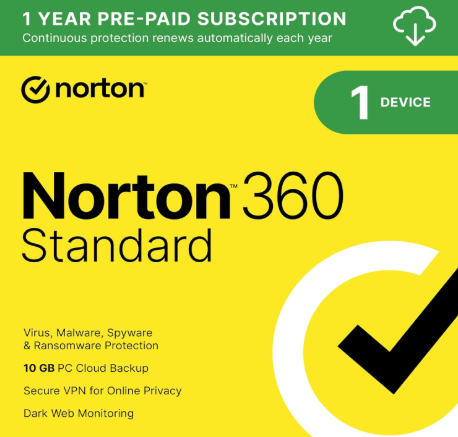 1 YEAR PRE-PAID SUBSCRIPTION
Continuous protection renews automatically each year
norton™
1 DEVICE
Norton™ 360
Standard
Virus, Malware, Spyware
& Ransomware Protection
10 GB PC Cloud Backup
Secure VPN for Online Privacy
Dark Web Monitoring